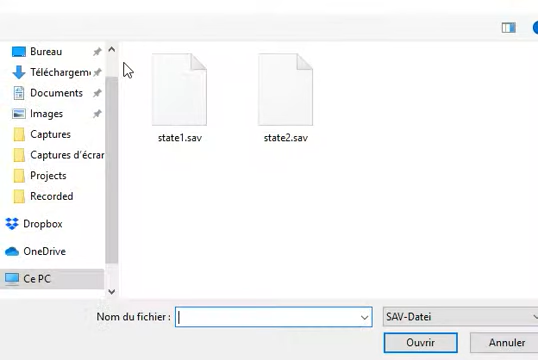 Bureau
Téléchargem
Documents
Images
Captures
Captures d'écrar
Projects
Recorded
Dropbox
OneDrive
Ce PC
state1.sav
state2.sav
Nom du fichier :
SAV-Datei
Ouvrir
Annuler